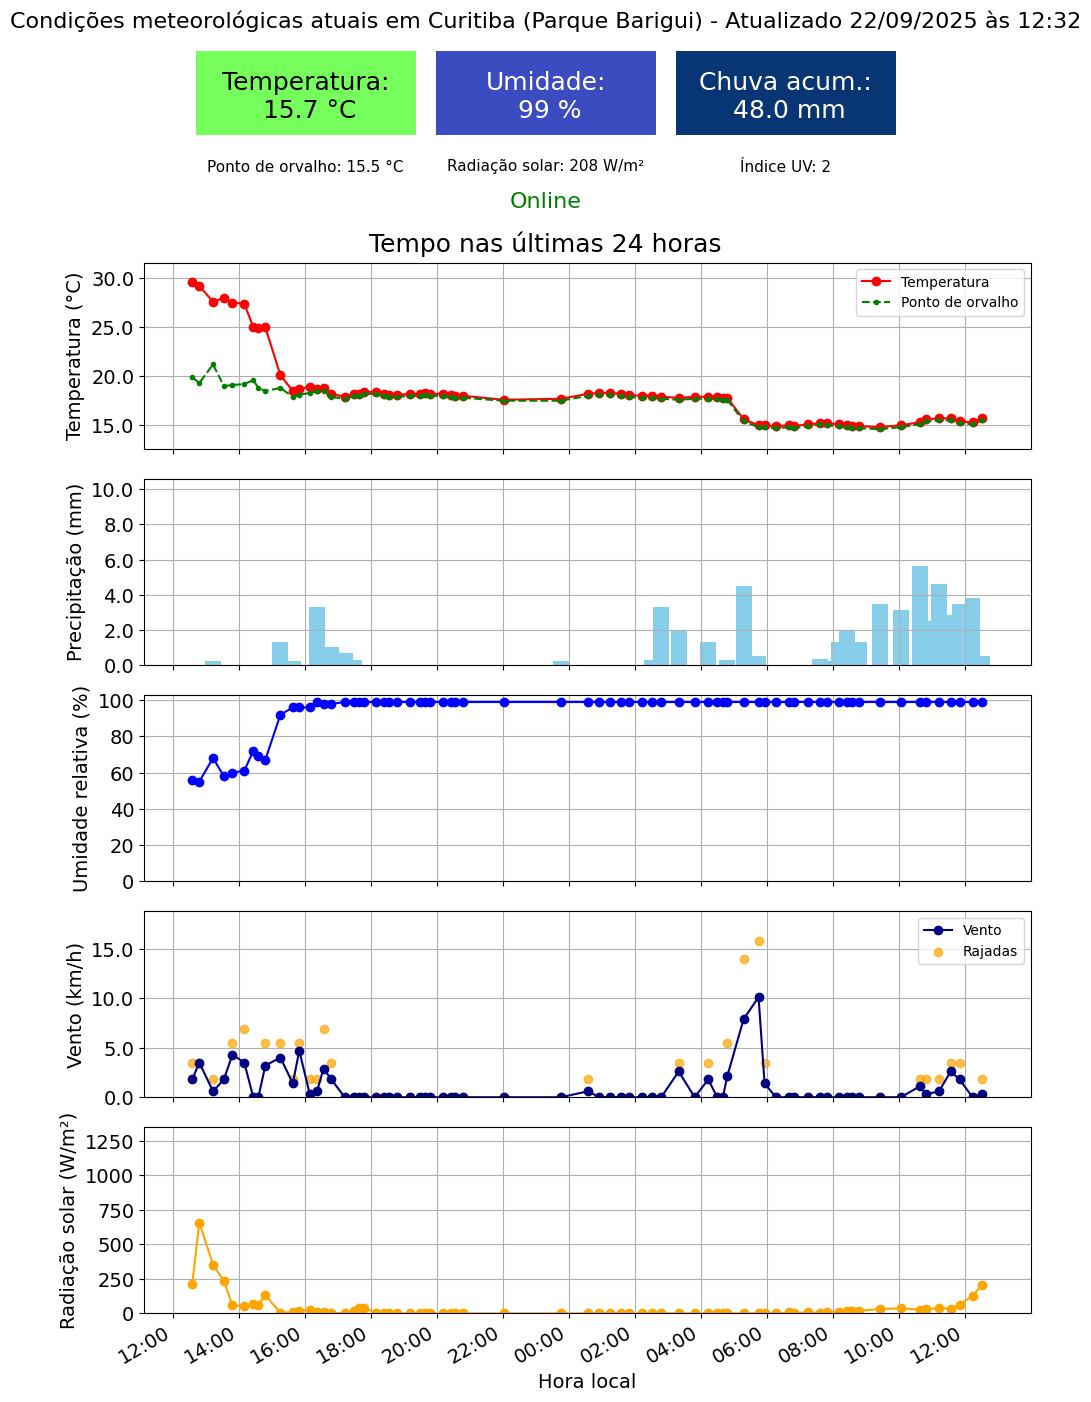 Condições meteorológicas atuais em Curitiba (Parque Barigui) - Atualizado 22/09/2025 às 12:32
Temperatura:
15.7 °C
Umidade:
99 %
Chuva acum.:
48.0 mm
Ponto de orvalho: 15.5 °C
Radiação solar: 208 W/m²
Índice UV: 2
Online
Tempo nas últimas 24 horas
Temperatura (°C)
30.0
25.0
20.0
15.0
Temperatura
Ponto de orvalho
Precipitação (mm)
10.0
8.0
6.0
4.0
2.0
0.0
Umidade relativa (%)
100
80
60
40
20
0
Vento (km/h)
15.0
10.0
5.0
0.0
Vento
Rajadas
Radiação solar (W/m²)
1250
1000
750
500
250
0
12:00
14:00
16:00
18:00
20:00
22:00
00:00
02:00
04:00
06:00
08:00
10:00
12:00
Hora local